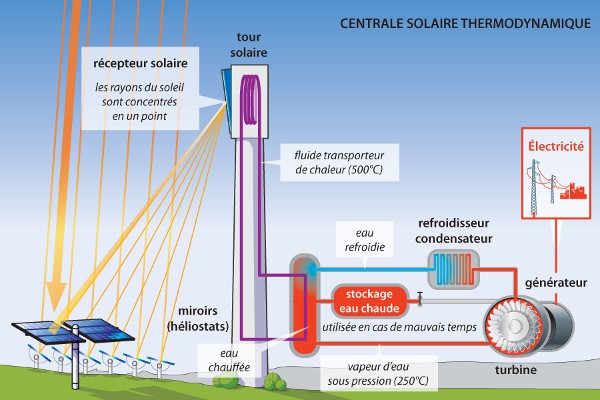 CENTRALE SOLAIRE THERMODYNAMIQUE
tour
solaire
récepteur solaire
les rayons du soleil
sont concentrés
en un point
fluide transporteur
de chaleur (500°C)
Électricité
eau
refroidie
refroidisseur
condensateur
générateur
stockage
eau chaude
miroirs
(héliostats)
utilisée en cas de mauvais temps
eau
chauffée
vapeur d'eau
sous pression (250°C)
turbine